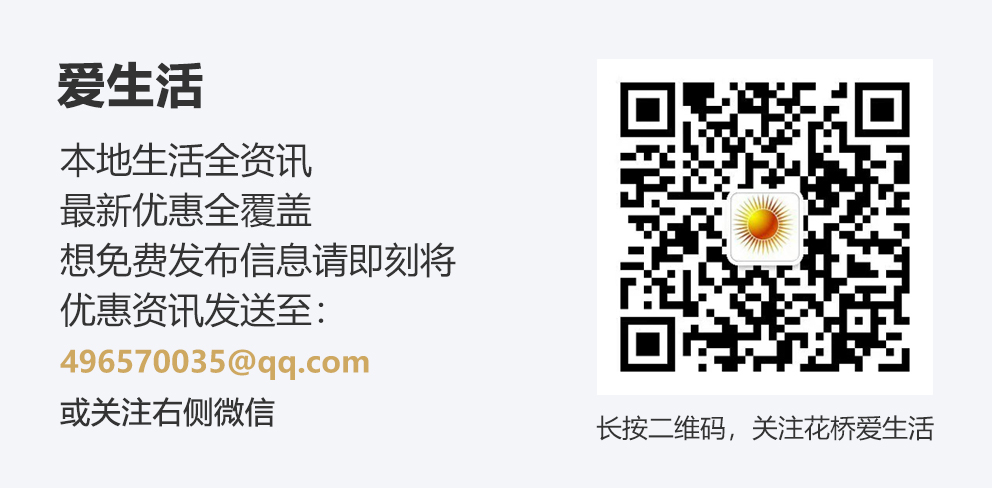 爱生活
本地生活全资讯
最新优惠全覆盖
想免费发布信息请即刻将
优惠资讯发送至：
496570035@qq.com
或关注右侧微信
长按二维码，关注花桥爱生活